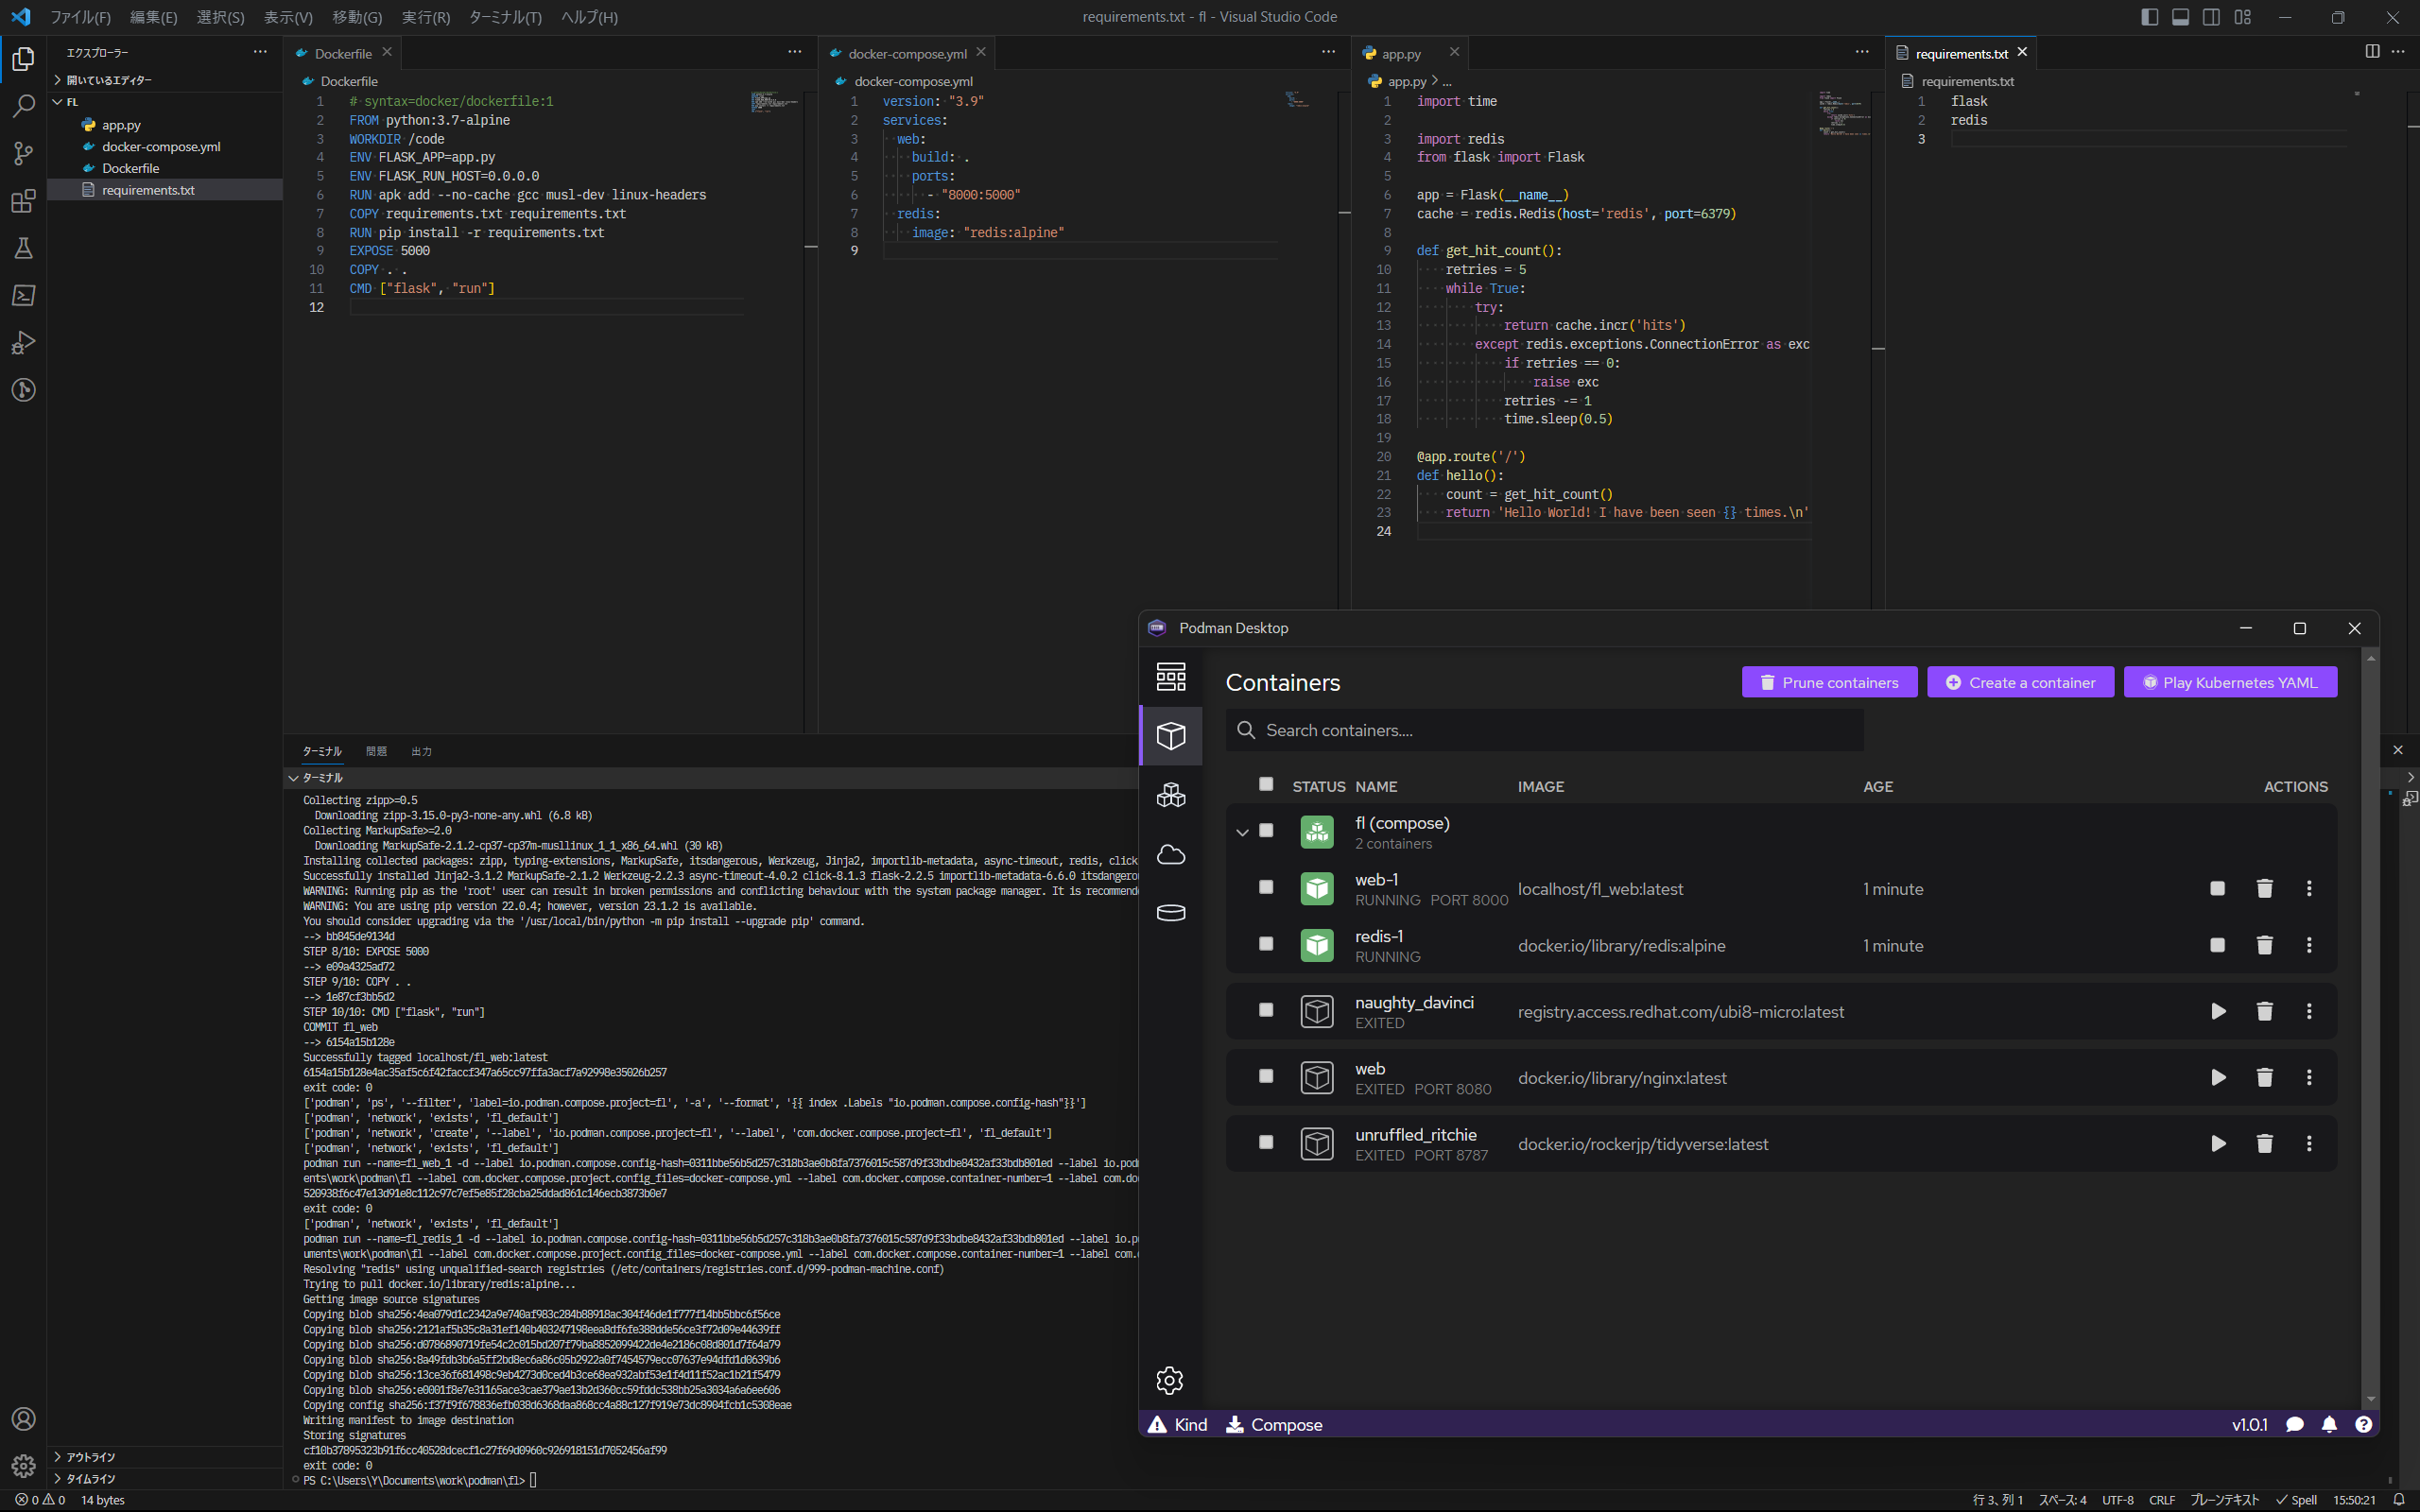 ファイル(F) 編集(E) 選択(S) 表示(V) 移動(G) 実行(R) ターミナル(T) ヘルプ(H)
requirements.txt - fl - Visual Studio Code
エクスプローラー
開いているエディター
FL
app.py
docker-compose.yml
Dockerfile
requirements.txt
アウトライン
タイムライン
Dockerfile
Dockerfile
1 # syntax=docker/dockerfile:1
2 FROM python:3.7-alpine
3 WORKDIR /code
4 ENV FLASK_APP=app.py
5 ENV FLASK_RUN_HOST=0.0.0.0
6 RUN apk add --no-cache gcc musl-dev linux-headers
7 COPY requirements.txt requirements.txt
8 RUN pip install -r requirements.txt
9 EXPOSE 5000
10 COPY . .
11 CMD ["flask", "run"]
12
docker-compose.yml
docker-compose.yml
1 version: "3.9"
2 services:
3   web:
4     build: .
5     ports:
6       - "8000:5000"
7   redis:
8     image: "redis:alpine"
9
app.py
app.py > ...
1 import time
2
3 import redis
4 from flask import Flask
5
6 app = Flask(__name__)
7 cache = redis.Redis(host='redis', port=6379)
8
9 def get_hit_count():
10     retries = 5
11     while True:
12         try:
13             return cache.incr('hits')
14         except redis.exceptions.ConnectionError as exc
15             if retries == 0:
16                 raise exc
17             retries -= 1
18             time.sleep(0.5)
19
20 @app.route('/')
21 def hello():
22     count = get_hit_count()
23     return 'Hello World! I have been seen {} times.\n'
24
requirements.txt
requirements.txt
1 flask
2 redis
3
ターミナル 問題 出力
ターミナル
Collecting zipp>=0.5
  Downloading zipp-3.15.0-py3-none-any.whl (6.8 kB)
Collecting MarkupSafe>=2.0
  Downloading MarkupSafe-2.1.2-cp37-cp37m-musllinux_1_1_x86_64.whl (30 kB)
Installing collected packages: zipp, typing-extensions, MarkupSafe, itsdangerous, Werkzeug, Jinja2, importlib-metadata, async-timeout, redis, click
Successfully installed Jinja2-3.1.2 MarkupSafe-2.1.2 Werkzeug-2.2.3 async-timeout-4.0.2 click-8.1.3 flask-2.2.5 importlib-metadata-6.6.0 itsdangero
WARNING: Running pip as the 'root' user can result in broken permissions and conflicting behaviour with the system package manager. It is recommend
WARNING: You are using pip version 22.0.4; however, version 23.1.2 is available.
You should consider upgrading via the '/usr/local/bin/python -m pip install --upgrade pip' command.
--> bb845de9134d
STEP 8/10: EXPOSE 5000
--> e09a4325ad72
STEP 9/10: COPY . .
--> 1e87cf3bb5d2
STEP 10/10: CMD ["flask", "run"]
COMMIT fl_web
--> 6154a15b128e
Successfully tagged localhost/fl_web:latest
6154a15b128e4ac35af5c6f42faccf347a65cc97ffa3acf7a92998e35026b257
exit code: 0
['podman', 'ps', '--filter', 'label=io.podman.compose.project=fl', '-a', '--format', '{{ index .Labels "io.podman.compose.config-hash"}}']
['podman', 'network', 'exists', 'fl_default']
['podman', 'network', 'create', '--label', 'io.podman.compose.project=fl', '--label', 'com.docker.compose.project=fl', 'fl_default']
['podman', 'network', 'exists', 'fl_default']
podman run --name=fl_web_1 -d --label io.podman.compose.config-hash=0311bbe56b5d257c318b3ae0b8fa7376015c587d9f33bdbe8432af33bdb801ed --label io.pod
ents\work\podman\fl --label com.docker.compose.project.config_files=docker-compose.yml --label com.docker.compose.container-number=1 --label com.do
520938f6c47e13d91e8c112c97c7ef5e85f28cba25ddad861c146ecb3873b0e7
exit code: 0
['podman', 'network', 'exists', 'fl_default']
podman run --name=fl_redis_1 -d --label io.podman.compose.config-hash=0311bbe56b5d257c318b3ae0b8fa7376015c587d9f33bdbe8432af33bdb801ed --label io.p
uments\work\podman\fl --label com.docker.compose.project.config_files=docker-compose.yml --label com.docker.compose.container-number=1 --label com.
Resolving "redis" using unqualified-search registries (/etc/containers/registries.conf.d/999-podman-machine.conf)
Trying to pull docker.io/library/redis:alpine...
Getting image source signatures
Copying blob sha256:4ea079d1c2342a9e740af983c284b88918ac304f46de1f777f14bb5bbc6f56ce
Copying blob sha256:2121af5b35c8a31ef140b403247198eea8df6fe388dde56ce3f72d09e44639ff
Copying blob sha256:d0786890719fe54c2c015bd207f79ba8852099422de4e2186c08d801d7f64a79
Copying blob sha256:8a49fdb3b6a5ff2bd8ec6a86c05b2922a0f7454579ecc07637e94dfd1d0639b6
Copying blob sha256:13ce36f681498c9eb4273d0ced4b3ce68ea932abf53e1f4d11f52ac1b21f5479
Copying blob sha256:e0001f8e7e31165ace3cae379ae13b2d360cc59fddc538bb25a3034a6a6ee606
Copying config sha256:f37f9f678836efb038d6368daa868cc4a88c127f919e73dc8904fcb1c5308eae
Writing manifest to image destination
Storing signatures
cf10b37895323b91f6cc40528dcecf1c27f69d0960c926918151d7052456af99
exit code: 0
PS C:\Users\Y\Documents\work\podman\fl>
Podman Desktop
Containers
Prune containers
Create a container
Play Kubernetes YAML
Search containers....
STATUS NAME IMAGE AGE ACTIONS
fl (compose)
2 containers
web-1
RUNNING PORT 8000 localhost/fl_web:latest 1 minute
redis-1
RUNNING docker.io/library/redis:alpine 1 minute
naughty_davinci
EXITED registry.access.redhat.com/ubi8-micro:latest
web
EXITED PORT 8080 docker.io/library/nginx:latest
unruffled_ritchie
EXITED PORT 8787 docker.io/rockerjp/tidyverse:latest
Kind Compose v1.0.1
0 0 14 bytes
行 3、列 1 スペース: 4 UTF-8 CRLF プレーンテキスト Spell 15:50:21